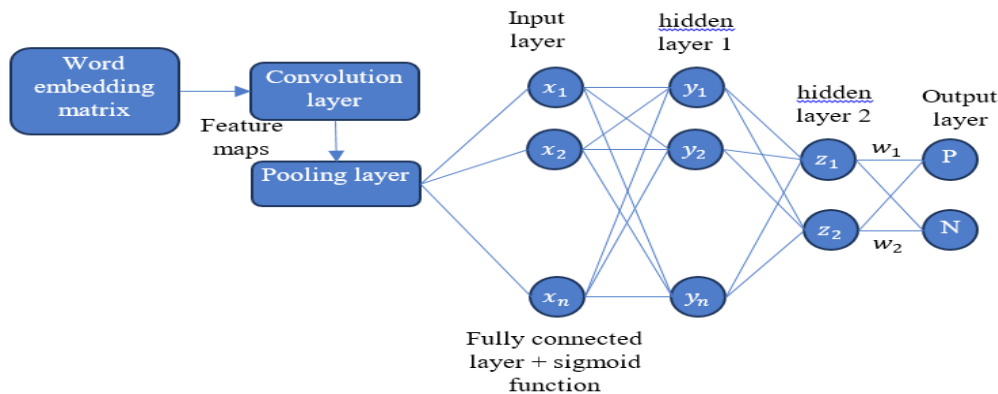 Word
embedding
matrix
Convolution
layer
Feature
maps
Pooling layer
Input
layer
x₁
x₂
xₙ
Fully connected
layer + sigmoid
function
hidden
layer 1
y₁
y₂
yₙ
hidden
layer 2
z₁
z₂
w₁
w₂
Output
layer
P
N